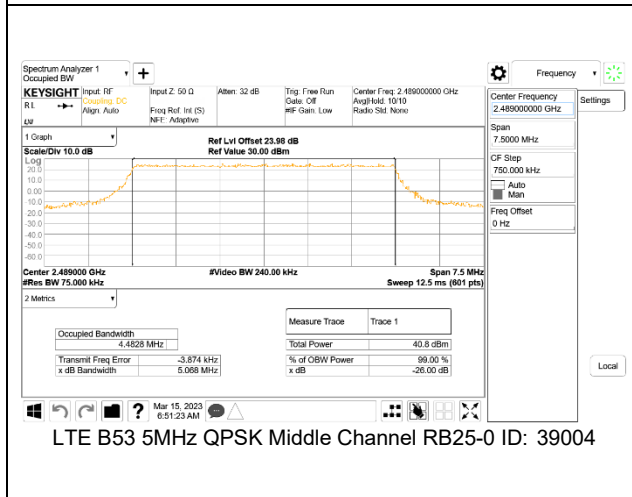 Spectrum Analyzer 1
Occupied BW
Frequency
KEYSIGHT Input: RF Input Z: 50 Ω Atten: 32 dB Trig: Free Run Center Freq: 2.489000000 GHz
Coupling: DC Gate: Off Avg|Hold: 10/10
RL Align: Auto Freq Ref: Int (S) #IF Gain: Low Radio Std: None
NFE: Adaptive
Center Frequency
2.489000000 GHz
Settings
Span
7.5000 MHz
CF Step
750.000 kHz
Auto
Man
Freq Offset
0 Hz
Local
1 Graph
Ref Lvl Offset 23.98 dB
Scale/Div 10.0 dB Ref Value 30.00 dBm
Log
20.0
10.0
0.00
-10.0
-20.0
-30.0
-40.0
-50.0
-60.0
Center 2.489000 GHz #Video BW 240.00 kHz Span 7.5 MHz
#Res BW 75.000 kHz Sweep 12.5 ms (601 pts)
2 Metrics
Measure Trace Trace 1
Occupied Bandwidth
4.4828 MHz
Total Power 40.8 dBm
Transmit Freq Error -3.874 kHz % of OBW Power 99.00 %
x dB Bandwidth 5.068 MHz x dB -26.00 dB
Mar 15, 2023
6:51:23 AM
LTE B53 5MHz QPSK Middle Channel RB25-0 ID: 39004